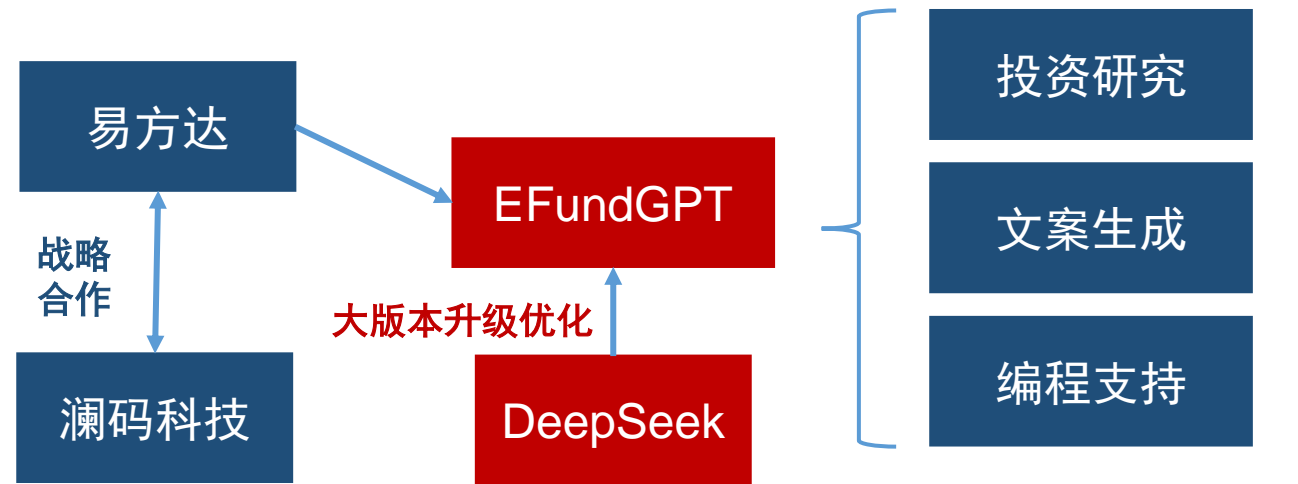 易方达
战略
合作
澜码科技
EFundGPT
大版本升级优化
DeepSeek
投资研究
文案生成
编程支持